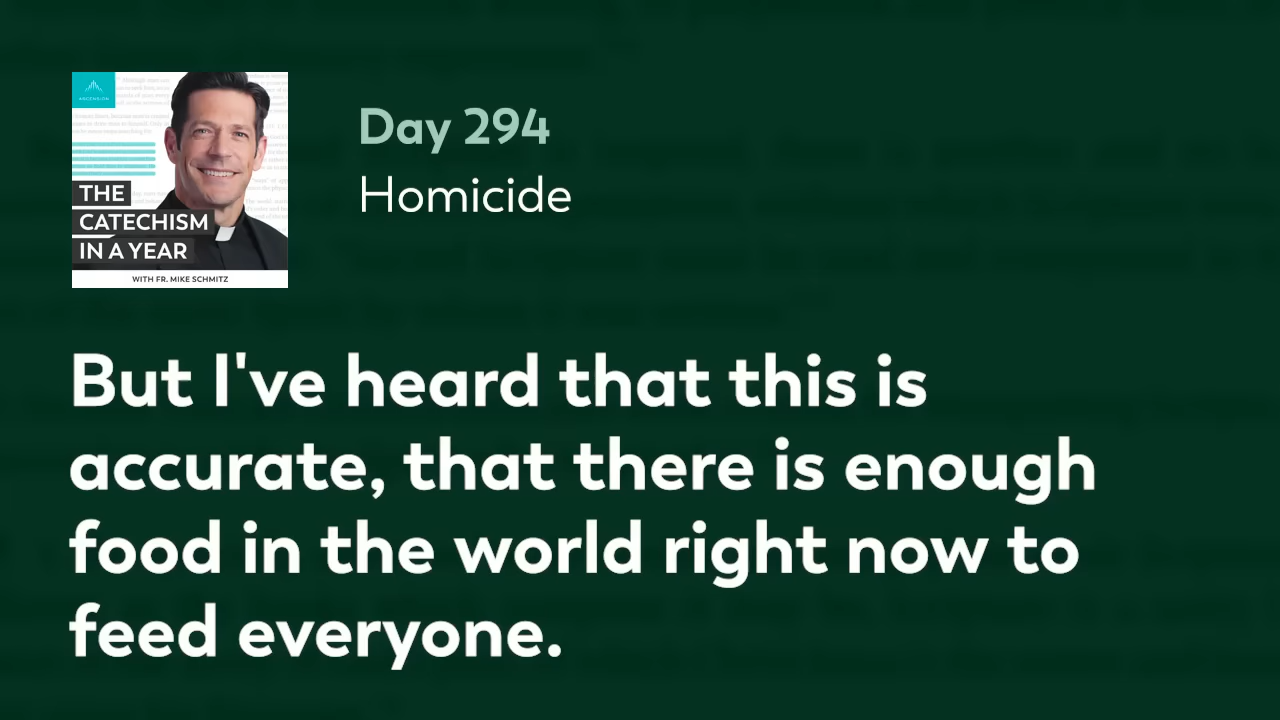 ASCENSION
THE
CATECHISM
IN A YEAR
WITH FR. MIKE SCHMITZ
Day 294
Homicide
But I've heard that this is
accurate, that there is enough
food in the world right now to
feed everyone.